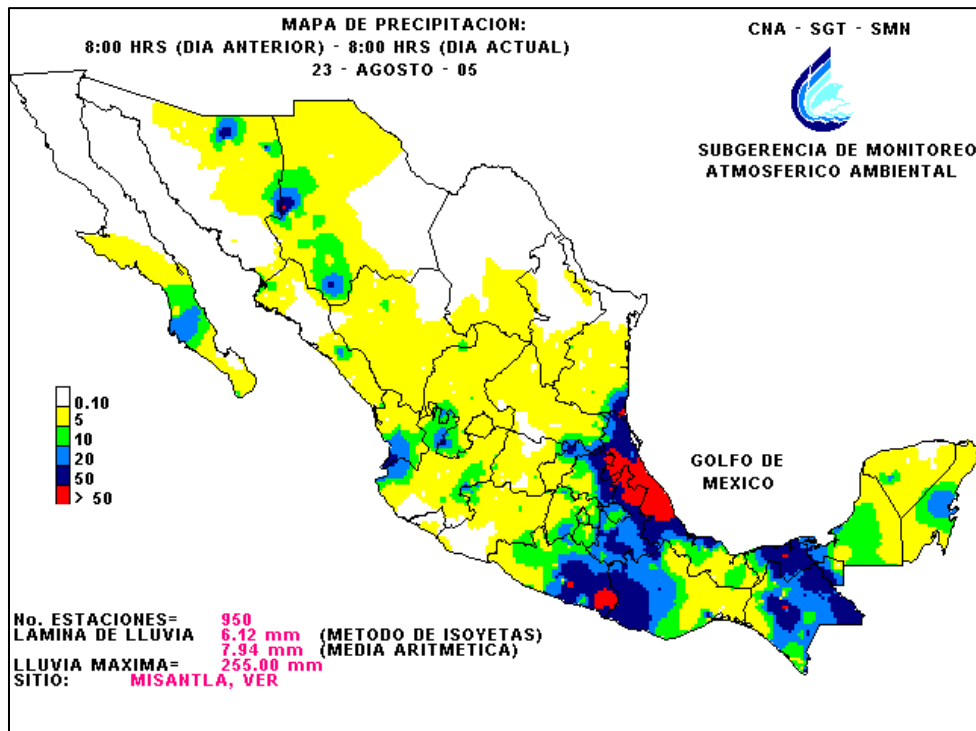 MAPA DE PRECIPITACION:
8:00 HRS (DIA ANTERIOR) - 8:00 HRS (DIA ACTUAL)
23 - AGOSTO - 05
CNA - SGT - SMN
SUBGERENCIA DE MONITOREO
ATMOSFERICO AMBIENTAL
0.10
5
10
20
50
> 50
GOLFO DE
MEXICO
No. ESTACIONES= 950
LAMINA DE LLUVIA 6.12 mm (METODO DE ISOYETAS)
7.94 mm (MEDIA ARITMETICA)
LLUVIA MAXIMA= 255.00 mm
SITIO: MISANTLA, VER